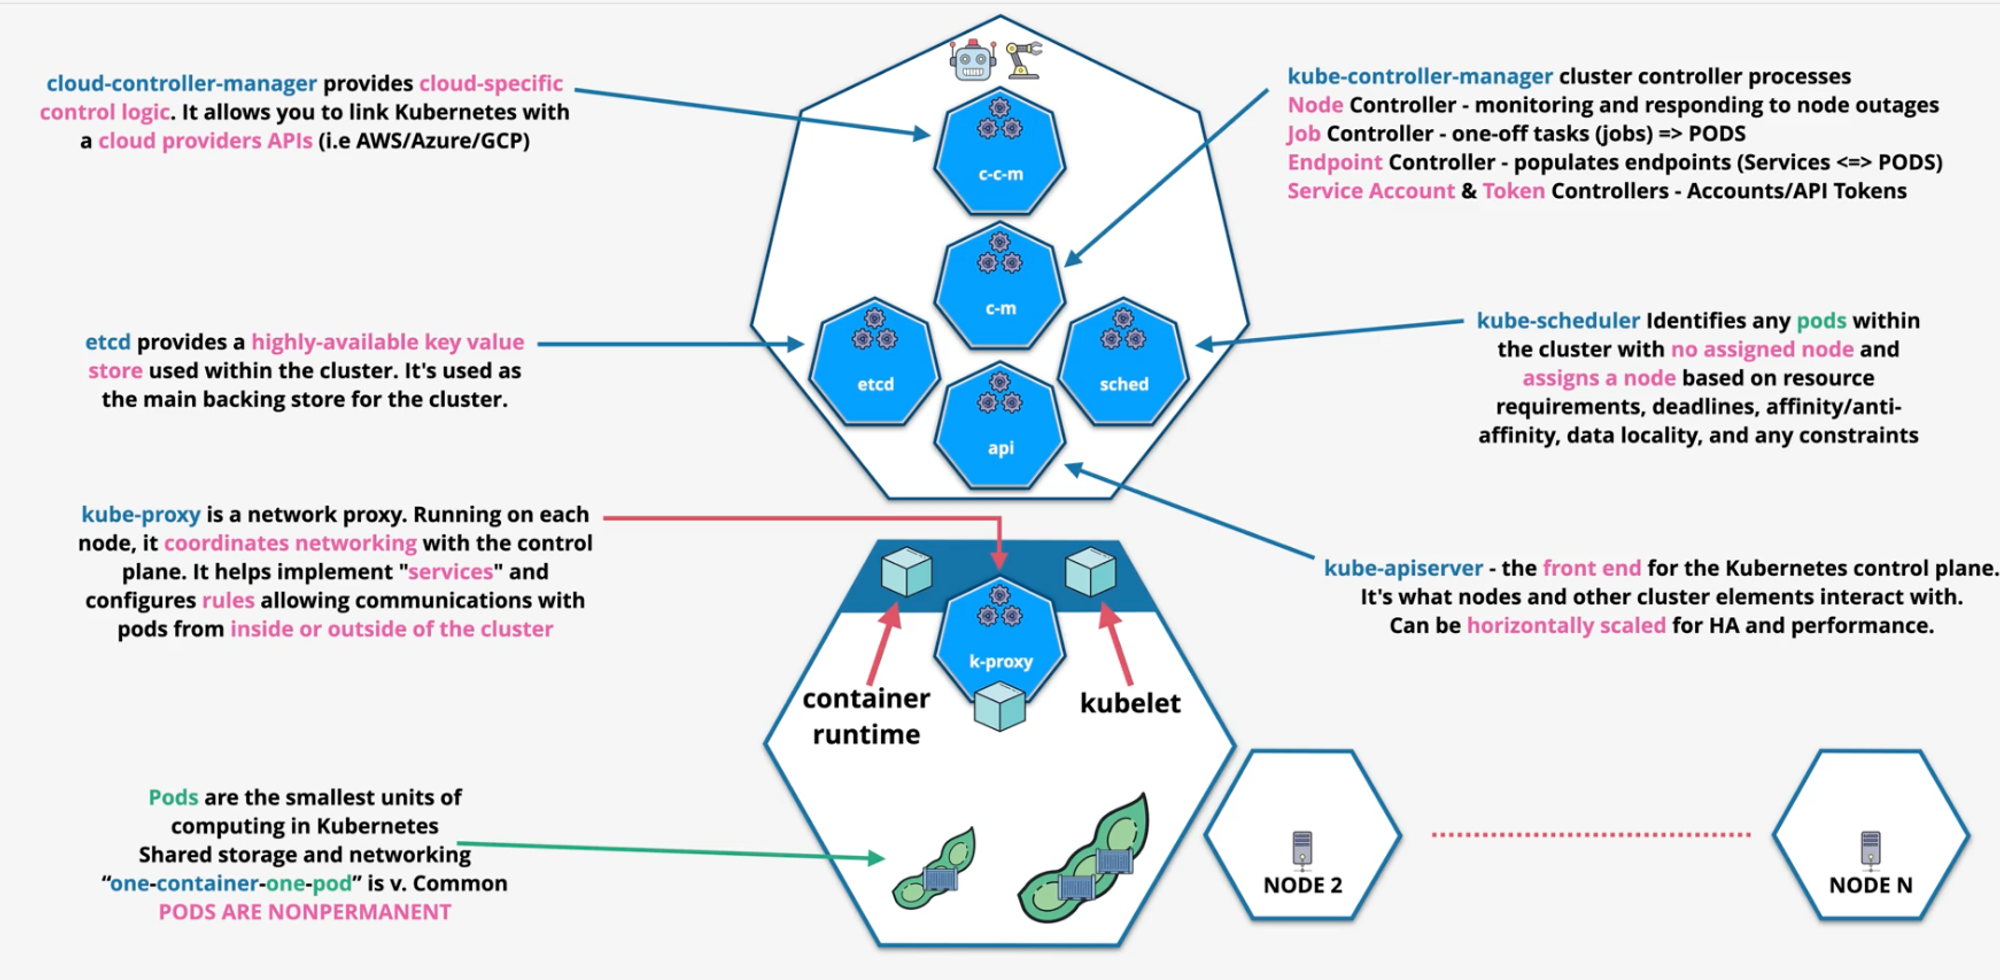 cloud-controller-manager provides cloud-specific
control logic. It allows you to link Kubernetes with
a cloud providers APIs (i.e AWS/Azure/GCP)
kube-controller-manager cluster controller processes
Node Controller - monitoring and responding to node outages
Job Controller - one-off tasks (jobs) => PODS
Endpoint Controller - populates endpoints (Services <=> PODS)
Service Account & Token Controllers - Accounts/API Tokens
c-c-m
c-m
etcd
sched
api
etcd provides a highly-available key value
store used within the cluster. It's used as
the main backing store for the cluster.
kube-scheduler Identifies any pods within
the cluster with no assigned node and
assigns a node based on resource
requirements, deadlines, affinity/anti-
affinity, data locality, and any constraints
kube-proxy is a network proxy. Running on each
node, it coordinates networking with the control
plane. It helps implement "services" and
configures rules allowing communications with
pods from inside or outside of the cluster
kube-apiserver - the front end for the Kubernetes control plane.
It's what nodes and other cluster elements interact with.
Can be horizontally scaled for HA and performance.
k-proxy
container
runtime
kubelet
Pods are the smallest units of
computing in Kubernetes
Shared storage and networking
“one-container-one-pod” is v. Common
PODS ARE NONPERMANENT
NODE 2
NODE N